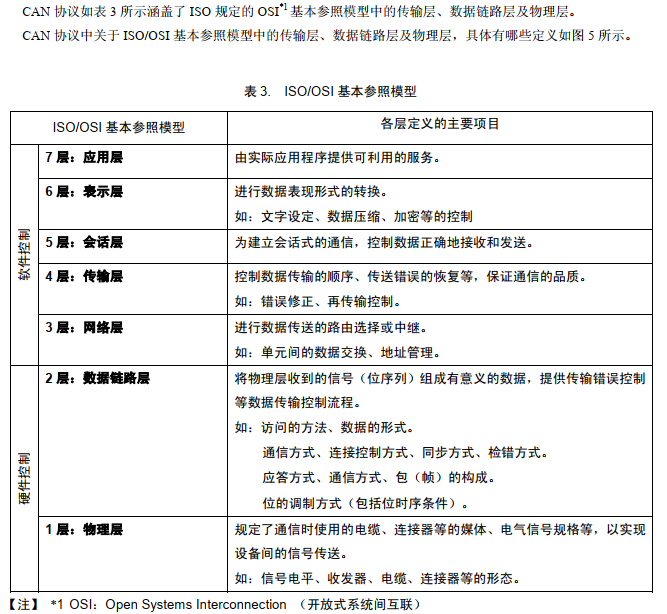 CAN 协议如表 3 所示涵盖了 ISO 规定的 OSI*1 基本参照模型中的传输层、数据链路层及物理层。
CAN 协议中关于 ISO/OSI 基本参照模型中的传输层、数据链路层及物理层，具体有哪些定义如图 5 所示。
表 3. ISO/OSI 基本参照模型
ISO/OSI 基本参照模型
各层定义的主要项目
软件控制
7 层：应用层
由实际应用程序提供可利用的服务。
6 层：表示层
进行数据表现形式的转换。
如：文字设定、数据压缩、加密等的控制
5 层：会话层
为建立会话式的通信，控制数据正确地接收和发送。
4 层：传输层
控制数据传输的顺序、传送错误的恢复等，保证通信的品质。
如：错误修正、再传输控制。
3 层：网络层
进行数据传送的路由选择或中继。
如：单元间的数据交换、地址管理。
硬件控制
2 层：数据链路层
将物理层收到的信号（位序列）组成有意义的数据，提供传输错误控制
等数据传输控制流程。
如：访问的方法、数据的形式。
通信方式、连接控制方式、同步方式、检错方式。
应答方式、通信方式、包（帧）的构成。
位的调制方式（包括位时序条件）。
1 层：物理层
规定了通信时使用的电缆、连接器等的媒体、电气信号规格等，以实现
设备间的信号传送。
如：信号电平、收发器、电缆、连接器等的形态。
【注】 *1 OSI：Open Systems Interconnection （开放式系统间互联）